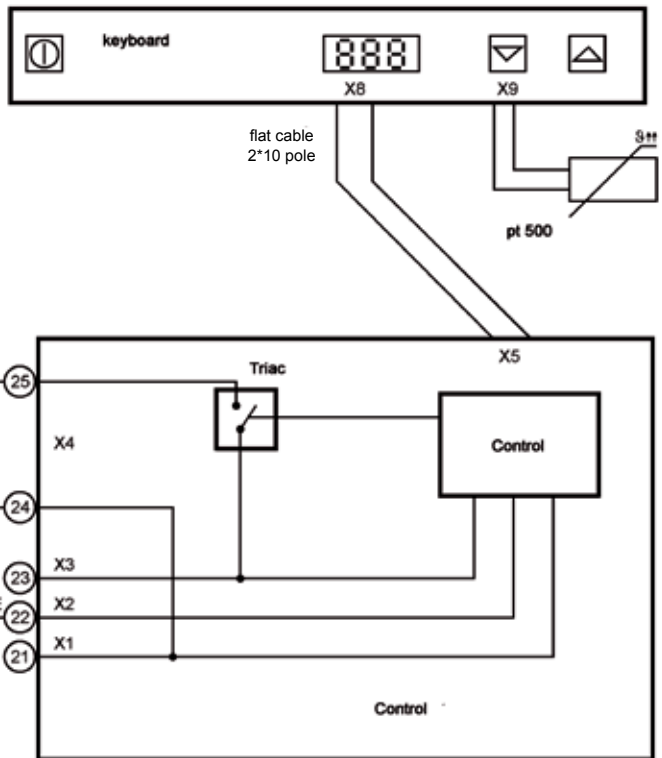 keyboard
888
X8
X9
flat cable
2*10 pole
pt 500
X5
25
Triac
X4
Control
24
23
X3
22
X2
21
X1
Control